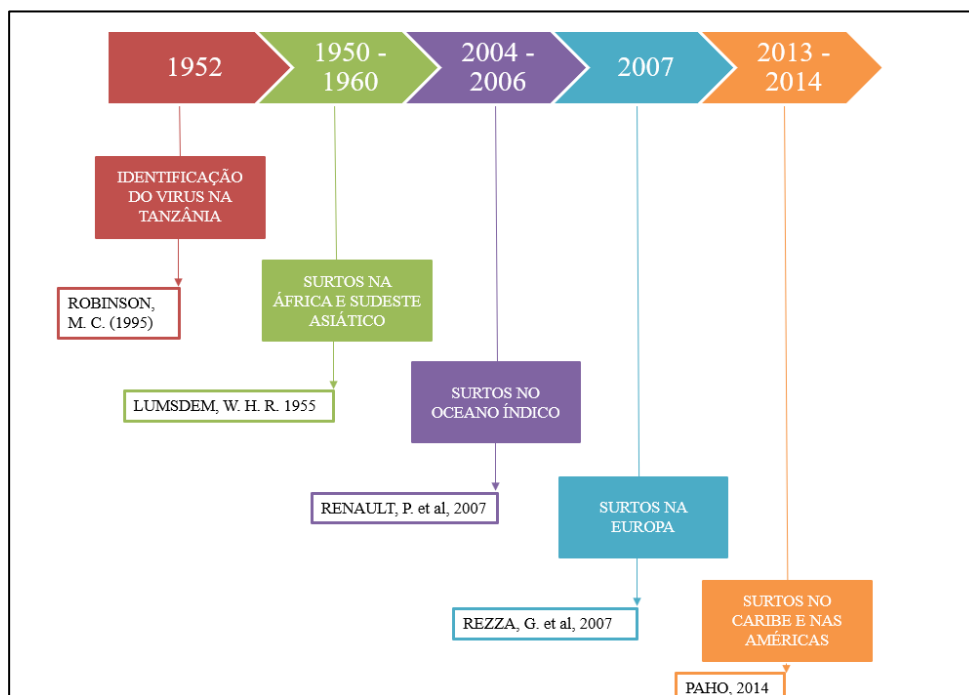 1952
1950 -
1960
2004 -
2006
2007
2013 -
2014
IDENTIFICAÇÃO
DO VIRUS NA
TANZÂNIA
ROBINSON,
M. C. (1995)
SURTOS NA
ÁFRICA E SUDESTE
ASIÁTICO
LUMSDEM, W. H. R. 1955
SURTOS NO
OCEANO ÍNDICO
RENAULT, P. et al, 2007
SURTOS NA
EUROPA
REZZA, G. et al, 2007
SURTOS NO
CARIBE E NAS
AMÉRICAS
PAHO, 2014